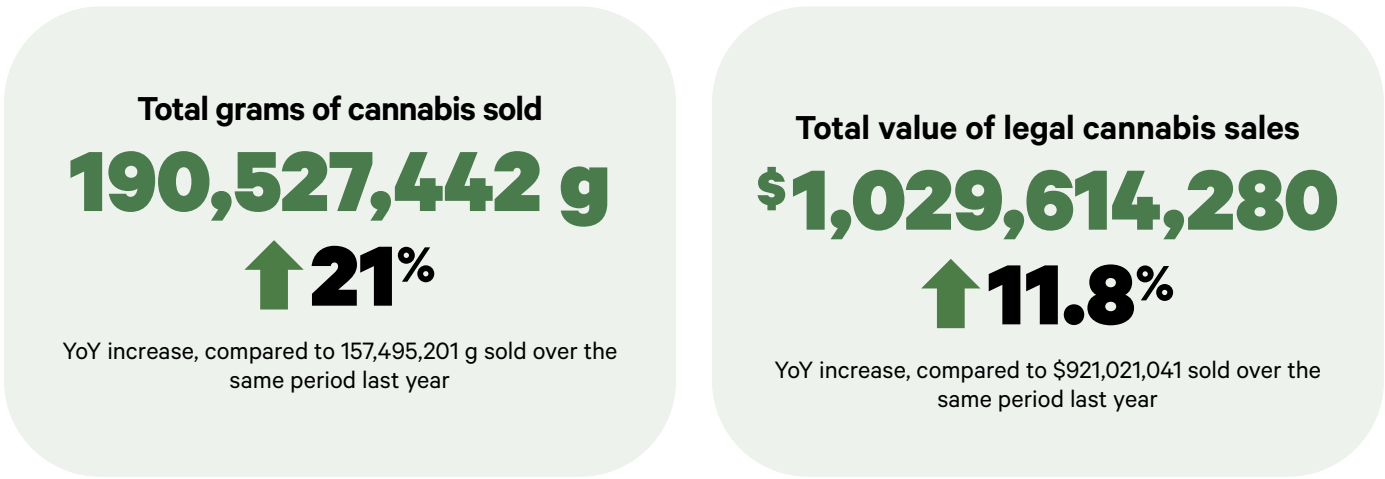 Total grams of cannabis sold
190,527,442 g
21%
YoY increase, compared to 157,495,201 g sold over the
same period last year
Total value of legal cannabis sales
$1,029,614,280
11.8%
YoY increase, compared to $921,021,041 sold over the
same period last year